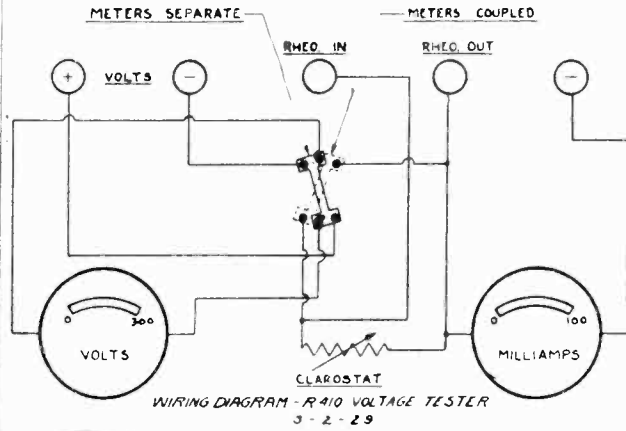 METERS SEPARATE
METERS COUPLED
RHEO. IN
RHEO. OUT
+ VOLTS -
-
0 300
VOLTS
0 100
MILLIAMPS
CLAROSTAT
WIRING DIAGRAM - R 410 VOLTAGE TESTER
3 - 2 - 29